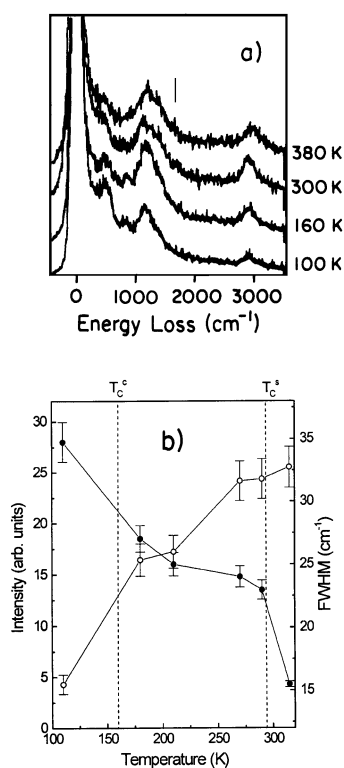 a)
380 K
300 K
160 K
100 K
0 1000 2000 3000
Energy Loss (cm⁻¹)
T_C^c T_C^s
b)
30
25
20
15
10
5
0
Intensity (arb. units)
35
30
25
20
15
FWHM (cm⁻¹)
100 150 200 250 300
Temperature (K)